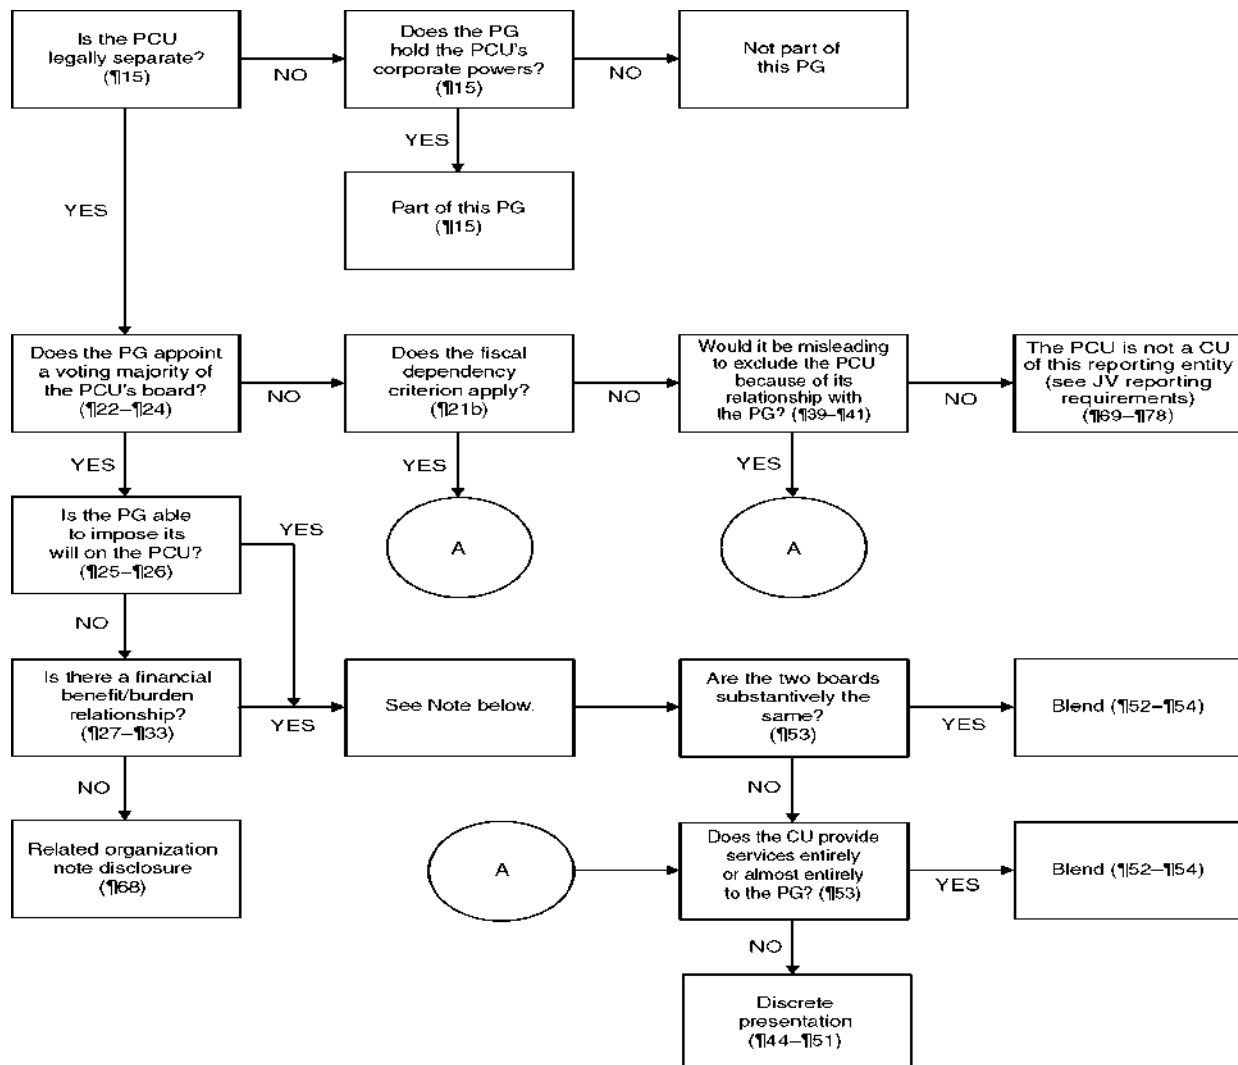 Is the PCU
legally separate?
(¶15)
NO
Does the PG
hold the PCU's
corporate powers?
(¶15)
NO
Not part of
this PG
YES
YES
Part of this PG
(¶15)
Does the PG appoint
a voting majority of
the PCU's board?
(¶22–¶24)
NO
Does the fiscal
dependency
criterion apply?
(¶21b)
NO
Would it be misleading
to exclude the PCU
because of its
relationship with
the PG? (¶39–¶41)
NO
The PCU is not a CU
of this reporting entity
(see JV reporting
requirements)
(¶69–¶78)
YES
YES
YES
Is the PG able
to impose its
will on the PCU?
(¶25–¶26)
YES
A
A
NO
Is there a financial
benefit/burden
relationship?
(¶27–¶33)
YES
See Note below.
Are the two boards
substantively the
same?
(¶53)
YES
Blend (¶52–¶54)
NO
NO
Related organization
note disclosure
(¶68)
A
Does the CU provide
services entirely
or almost entirely
to the PG? (¶53)
YES
Blend (¶52–¶54)
NO
Discrete
presentation
(¶44–¶51)